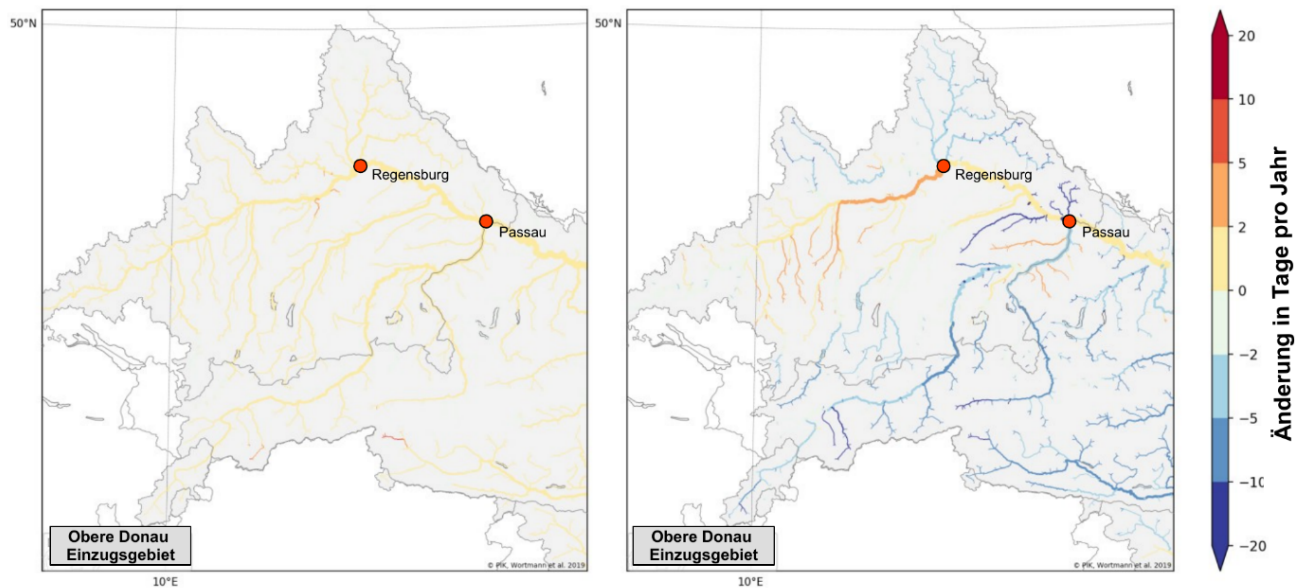 50°N
Regensburg
Passau
Obere Donau
Einzugsgebiet
© PIK, Wortmann et al. 2019
10°E
Regensburg
Passau
Obere Donau
Einzugsgebiet
© PIK, Wortmann et al. 2019
10°E
20
10
5
2
0
−2
−5
−10
−20
Änderung in Tage pro Jahr